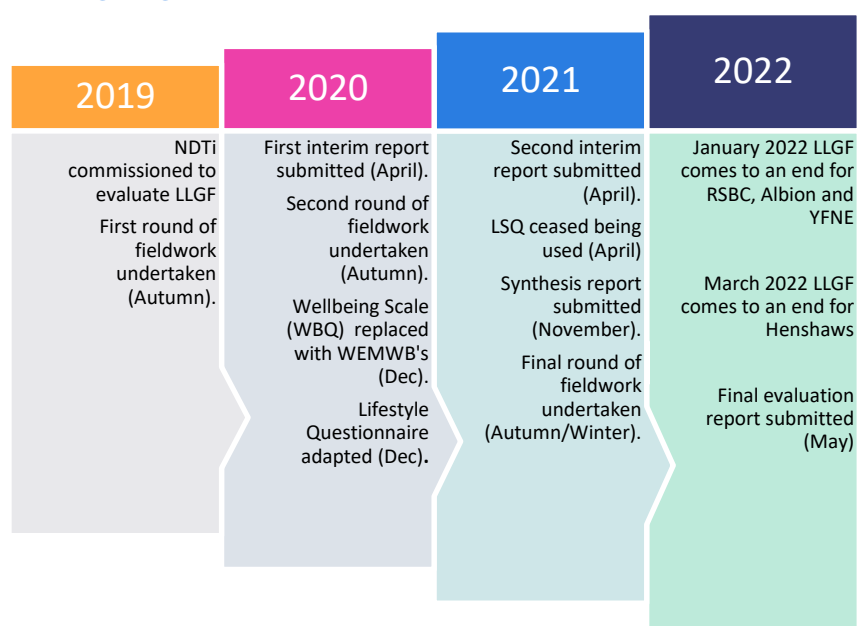 2019
NDTi
commissioned to
evaluate LLGF
First round of
fieldwork
undertaken
(Autumn).
2020
First interim report
submitted (April).
Second round of
fieldwork
undertaken
(Autumn).
Wellbeing Scale
(WBQ) replaced
with WEMWB's
(Dec).
Lifestyle
Questionnaire
adapted (Dec).
2021
Second interim
report submitted
(April).
LSQ ceased being
used (April)
Synthesis report
submitted
(November).
Final round of
fieldwork
undertaken
(Autumn/Winter).
2022
January 2022 LLGF
comes to an end for
RSBC, Albion and
YFNE
March 2022 LLGF
comes to an end for
Henshaws
Final evaluation
report submitted
(May)